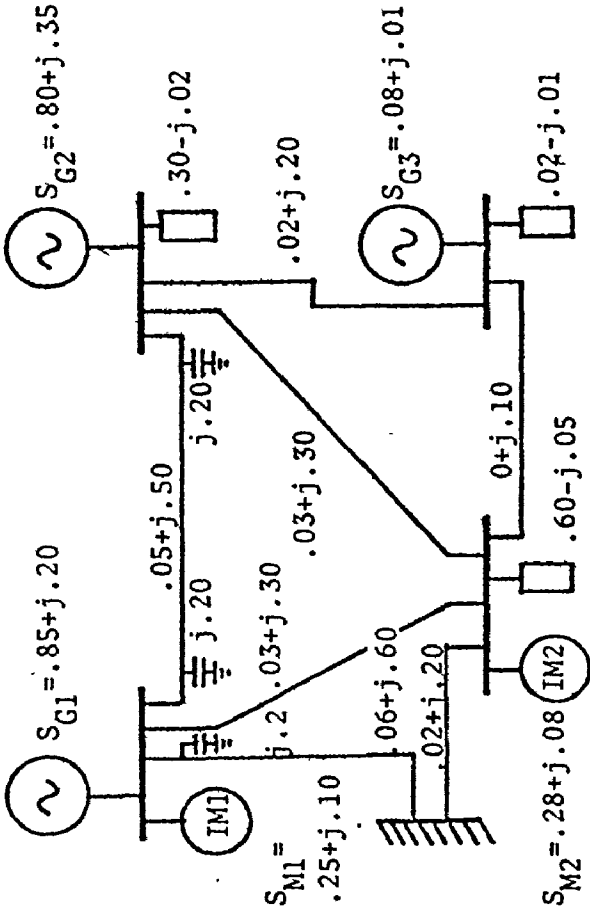 S_G1=.85+j.20
S_G2=.80+j.35
IM1
S_M1=
.25+j.10
j.2
j.20
.05+j.50
j.20
.30-j.02
.03+j.30
.03+j.30
.02+j.20
.06+j.60
.02+j.20
S_G3=.08+j.01
0+j.10
.02-j.01
.60-j.05
IM2
S_M2=.28+j.08